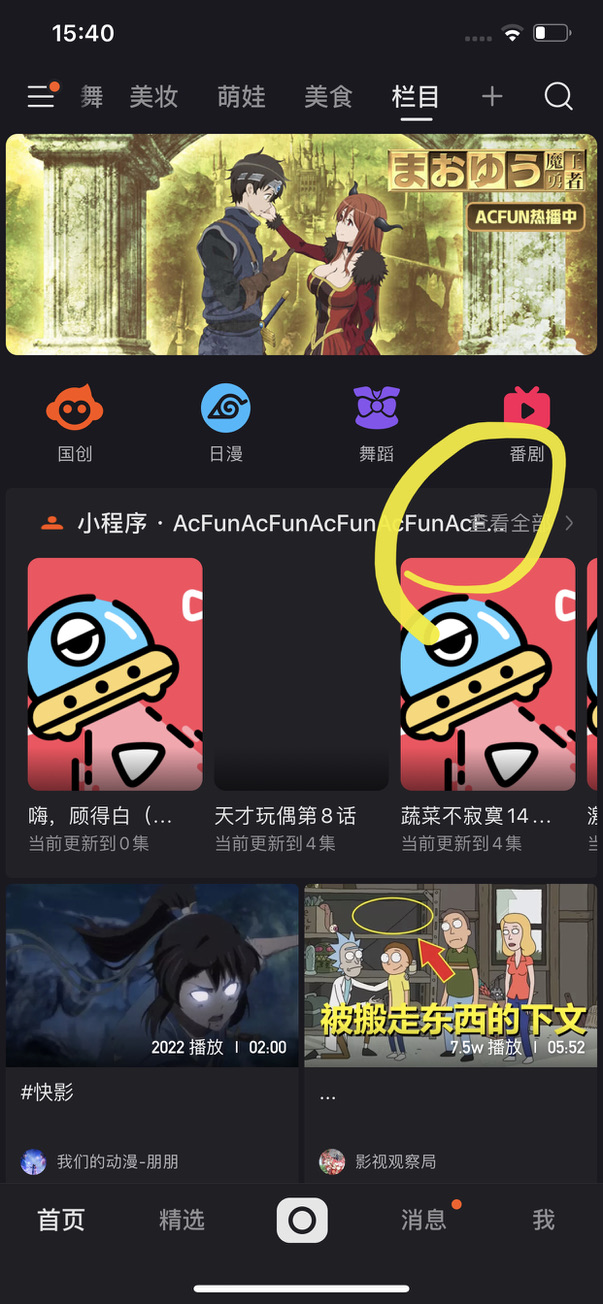 15:40
舞 美妆 萌娃 美食 栏目
まおゆう魔王勇者
ACFUN热播中
国创 日漫 舞蹈 番剧
小程序 · AcFunAcFunAcFunAcFunAcF... 查看全部
嗨，顾得白（... 天才玩偶第8话 蔬菜不寂寞14...
当前更新到0集 当前更新到4集 当前更新到4集
被搬走东西的下文
2022 播放 | 02:00 7.5w 播放 | 05:52
#快影 ...
我们的动漫-朋朋 影视观察局
首页 精选 消息 我